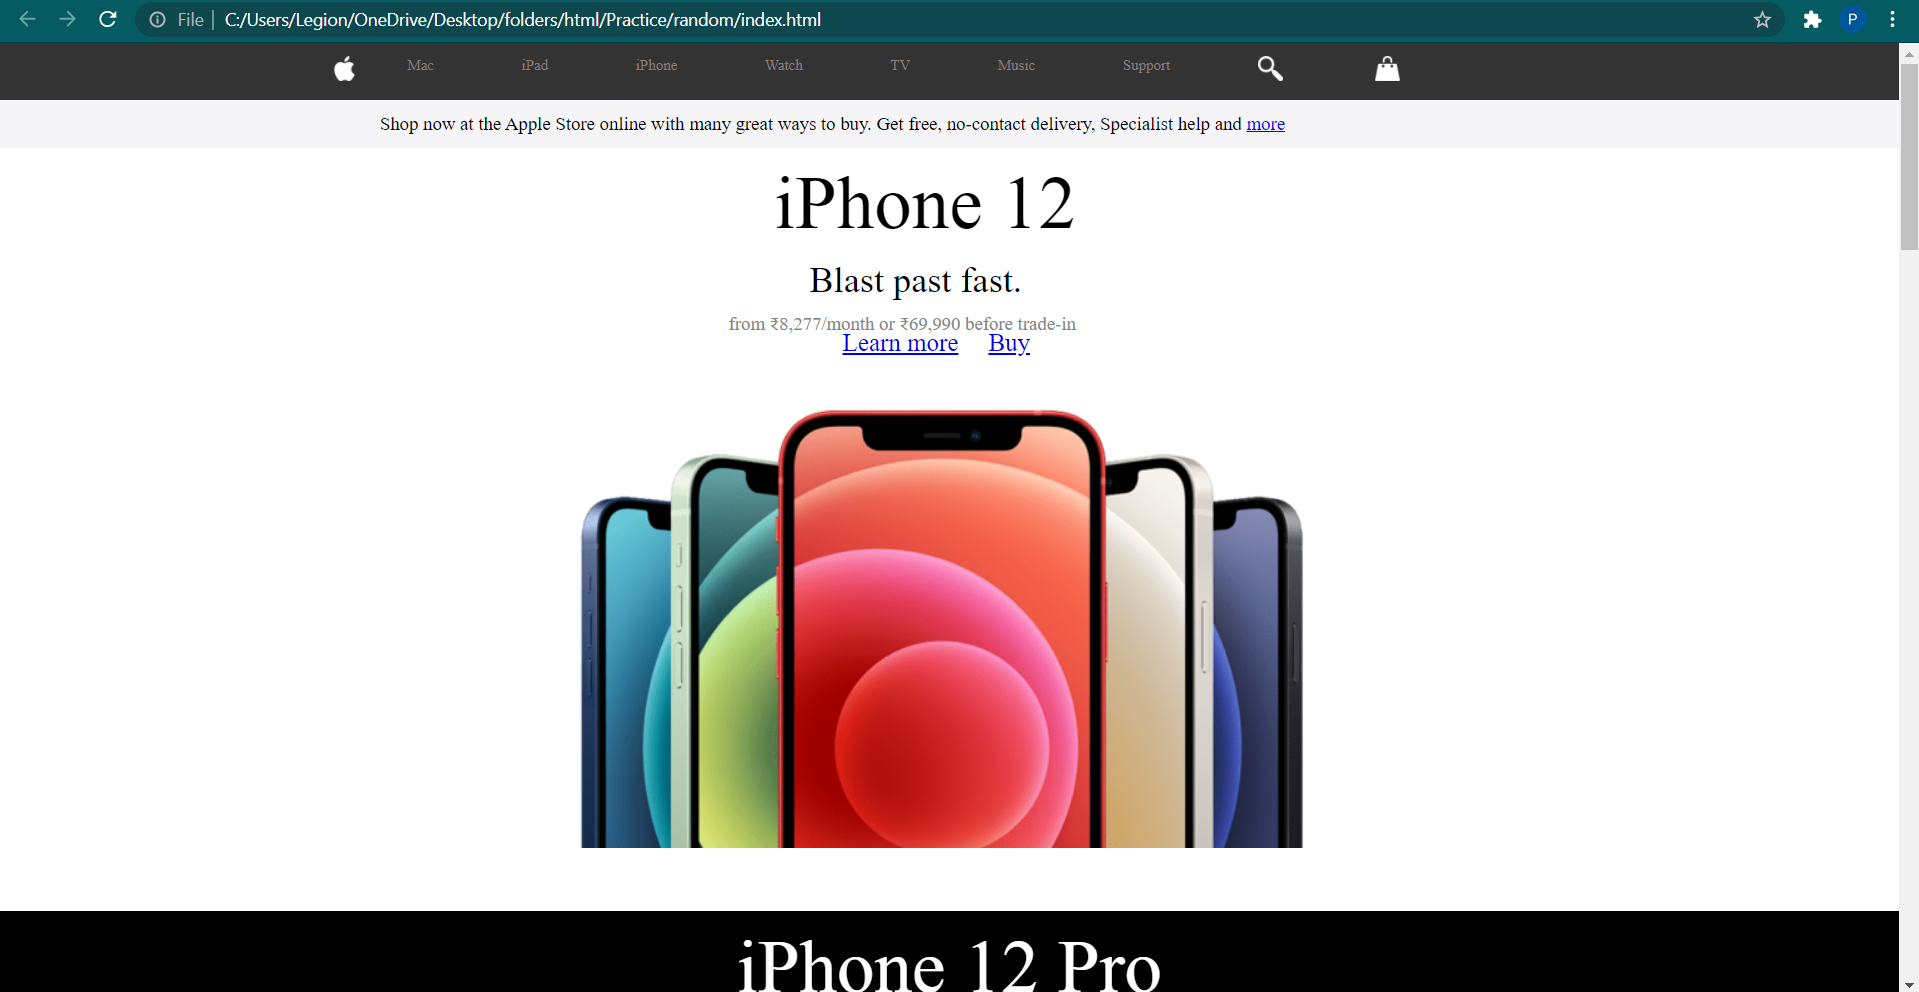 File C:/Users/Legion/OneDrive/Desktop/folders/html/Practice/random/index.html P
Mac iPad iPhone Watch TV Music Support
Shop now at the Apple Store online with many great ways to buy. Get free, no-contact delivery, Specialist help and more
iPhone 12
Blast past fast.
from ₹8,277/month or ₹69,990 before trade-in
Learn more Buy
iPhone 12 Pro